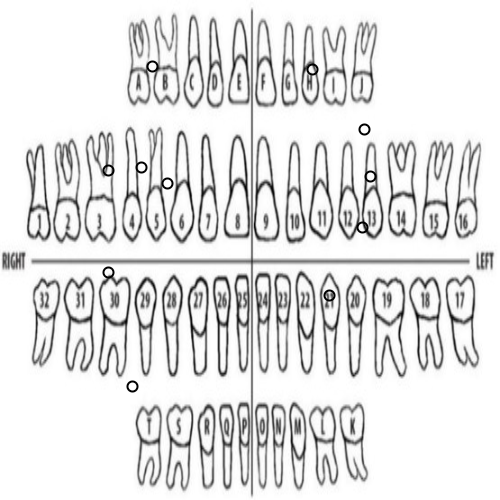 A B C D E F G H I J
1 2 3 4 5 6 7 8 9 10 11 12 13 14 15 16
RIGHT LEFT
32 31 30 29 28 27 26 25 24 23 22 21 20 19 18 17
T S R Q P O N M L K